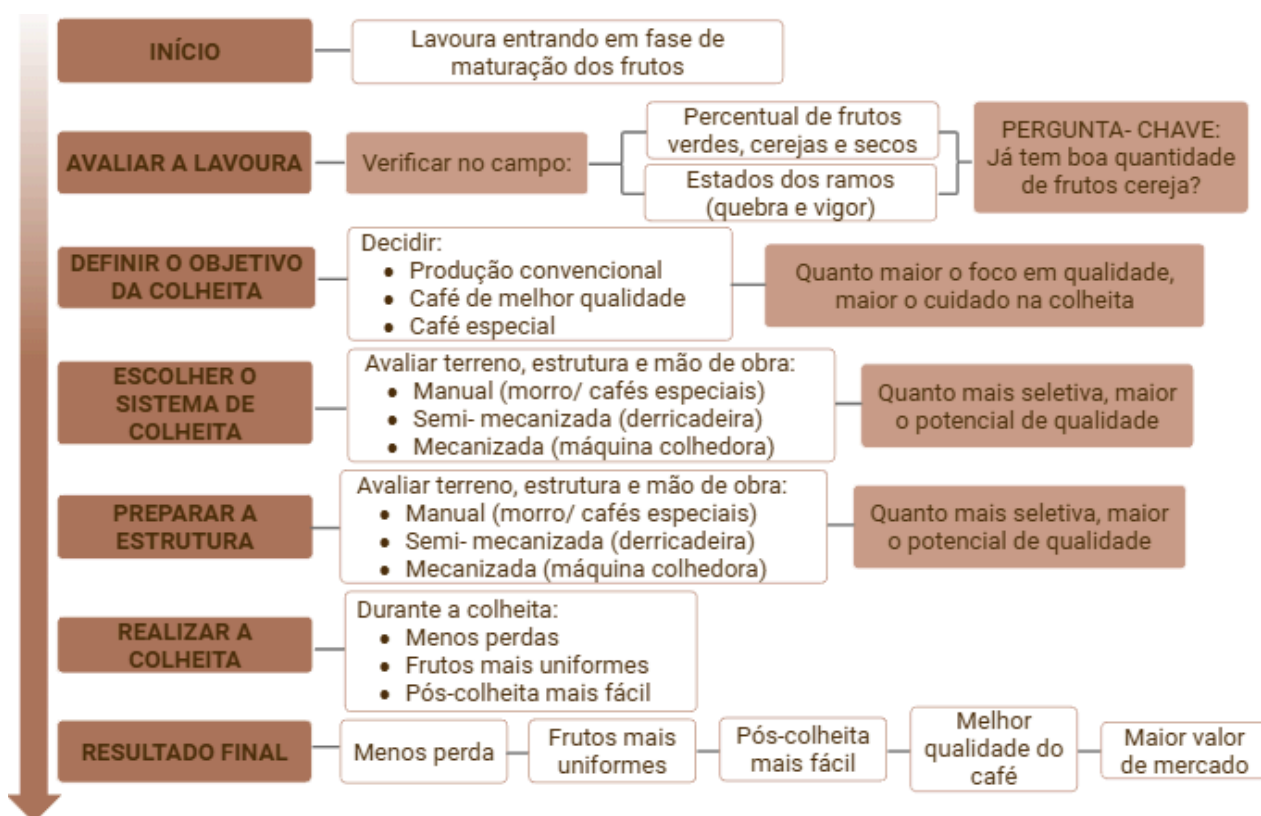 INÍCIO
Lavoura entrando em fase de
maturação dos frutos
AVALIAR A LAVOURA
Verificar no campo:
Percentual de frutos
verdes, cerejas e secos
Estados dos ramos
(quebra e vigor)
PERGUNTA- CHAVE:
Já tem boa quantidade
de frutos cereja?
DEFINIR O OBJETIVO
DA COLHEITA
Decidir:
• Produção convencional
• Café de melhor qualidade
• Café especial
Quanto maior o foco em qualidade,
maior o cuidado na colheita
ESCOLHER O
SISTEMA DE
COLHEITA
Avaliar terreno, estrutura e mão de obra:
• Manual (morro/ cafés especiais)
• Semi- mecanizada (derricadeira)
• Mecanizada (máquina colhedora)
Quanto mais seletiva, maior
o potencial de qualidade
PREPARAR A
ESTRUTURA
Avaliar terreno, estrutura e mão de obra:
• Manual (morro/ cafés especiais)
• Semi- mecanizada (derricadeira)
• Mecanizada (máquina colhedora)
Quanto mais seletiva, maior
o potencial de qualidade
REALIZAR A
COLHEITA
Durante a colheita:
• Menos perdas
• Frutos mais uniformes
• Pós-colheita mais fácil
RESULTADO FINAL
Menos perda
Frutos mais
uniformes
Pós-colheita
mais fácil
Melhor
qualidade do
café
Maior valor
de mercado